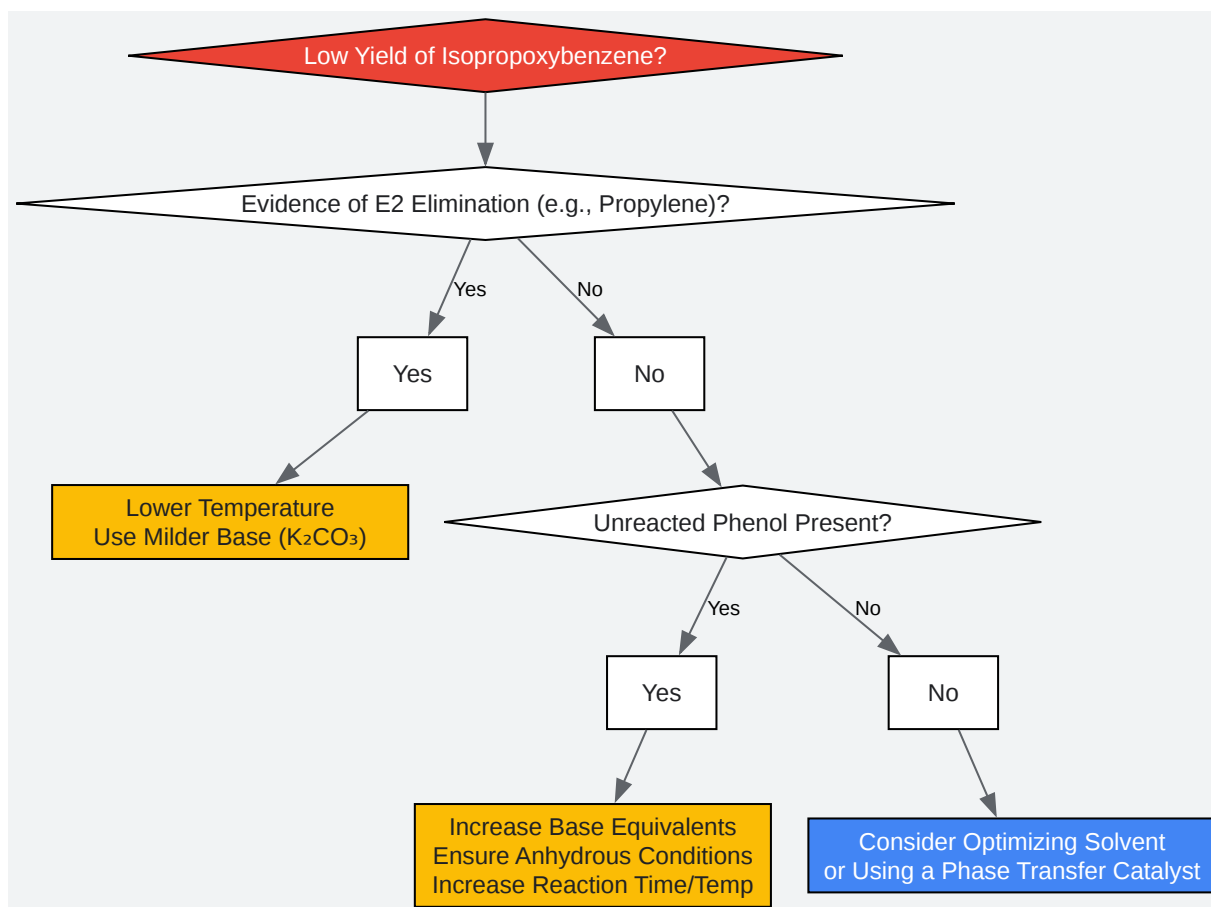 Low Yield of Isopropoxybenzene?
Evidence of E2 Elimination (e.g., Propylene)?
Yes
No
Yes
No
Lower Temperature
Use Milder Base (K₂CO₃)
Unreacted Phenol Present?
Yes
No
Yes
No
Increase Base Equivalents
Ensure Anhydrous Conditions
Increase Reaction Time/Temp
Consider Optimizing Solvent
or Using a Phase Transfer Catalyst